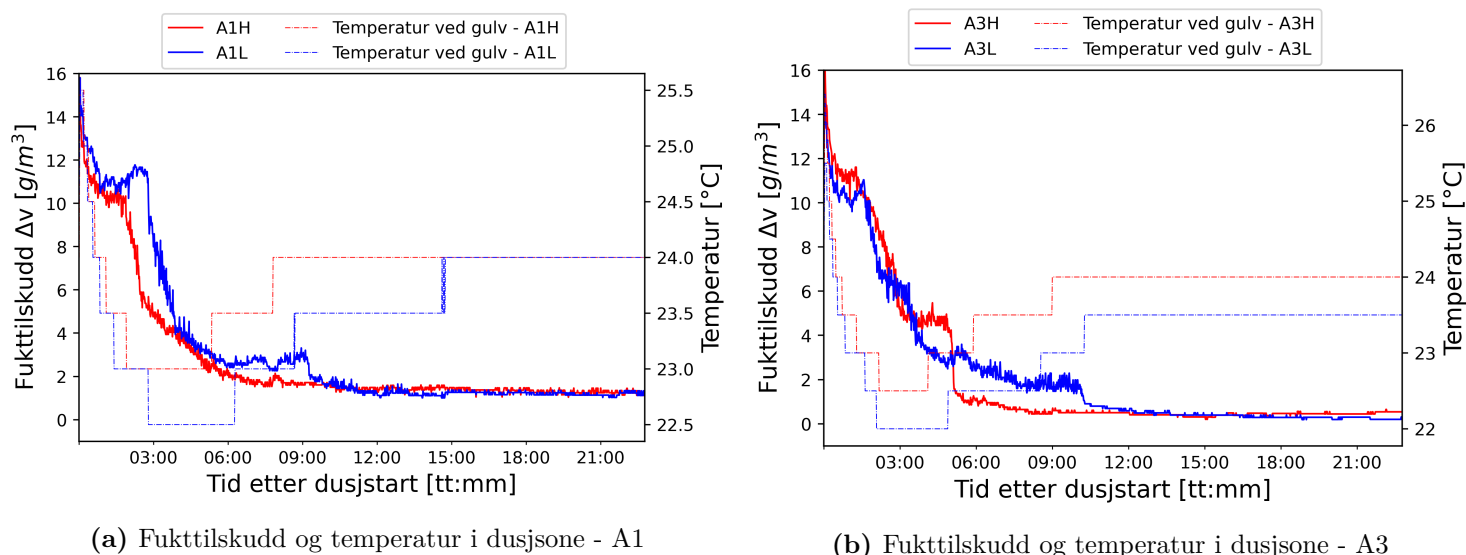 A1H
A1L
Temperatur ved gulv - A1H
Temperatur ved gulv - A1L
16
14
12
10
8
6
4
2
0
Fukttilskudd Δv [g/m³]
25.5
25.0
24.5
24.0
23.5
23.0
22.5
Temperatur [°C]
03:00 06:00 09:00 12:00 15:00 18:00 21:00
Tid etter dusjstart [tt:mm]
(a) Fukttilskudd og temperatur i dusjsone - A1
A3H
A3L
Temperatur ved gulv - A3H
Temperatur ved gulv - A3L
16
14
12
10
8
6
4
2
0
Fukttilskudd Δv [g/m³]
26
25
24
23
22
Temperatur [°C]
03:00 06:00 09:00 12:00 15:00 18:00 21:00
Tid etter dusjstart [tt:mm]
(b) Fukttilskudd og temperatur i dusjsone - A3